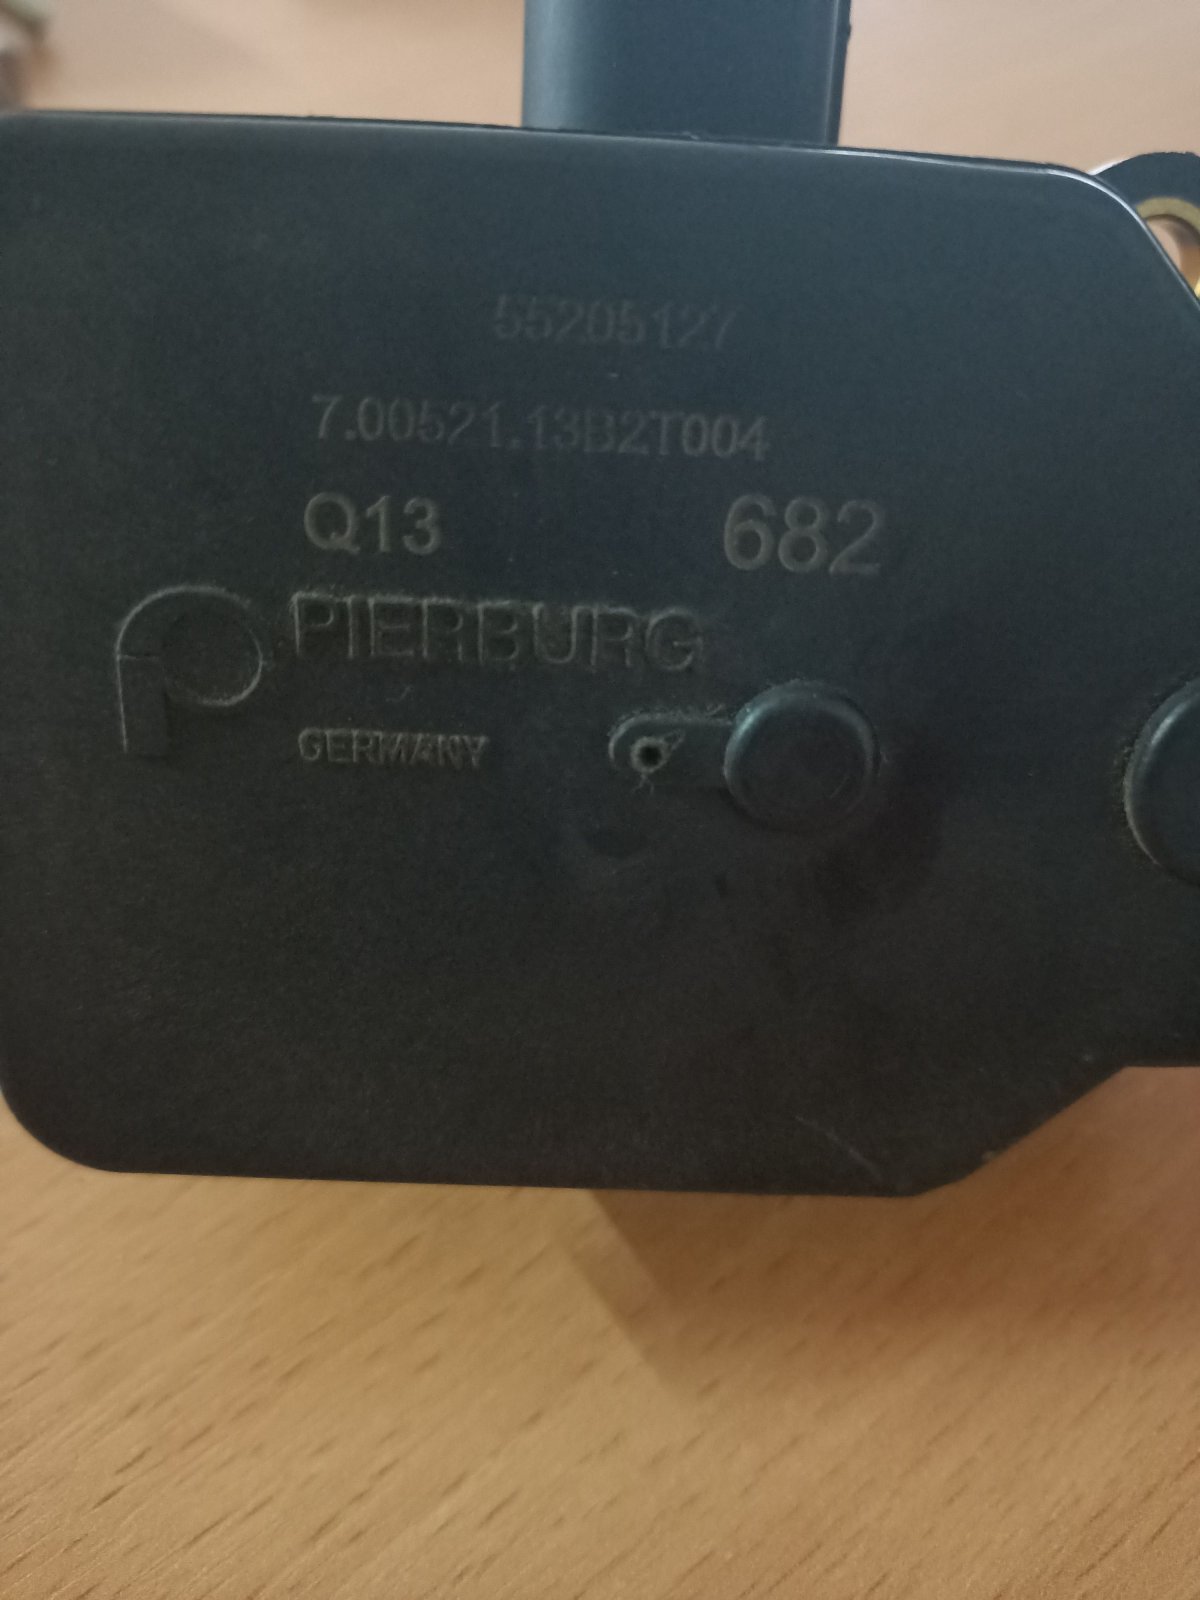 55205127
7.00521.13B2T004
Q13 682
PIERBURG
GERMANY